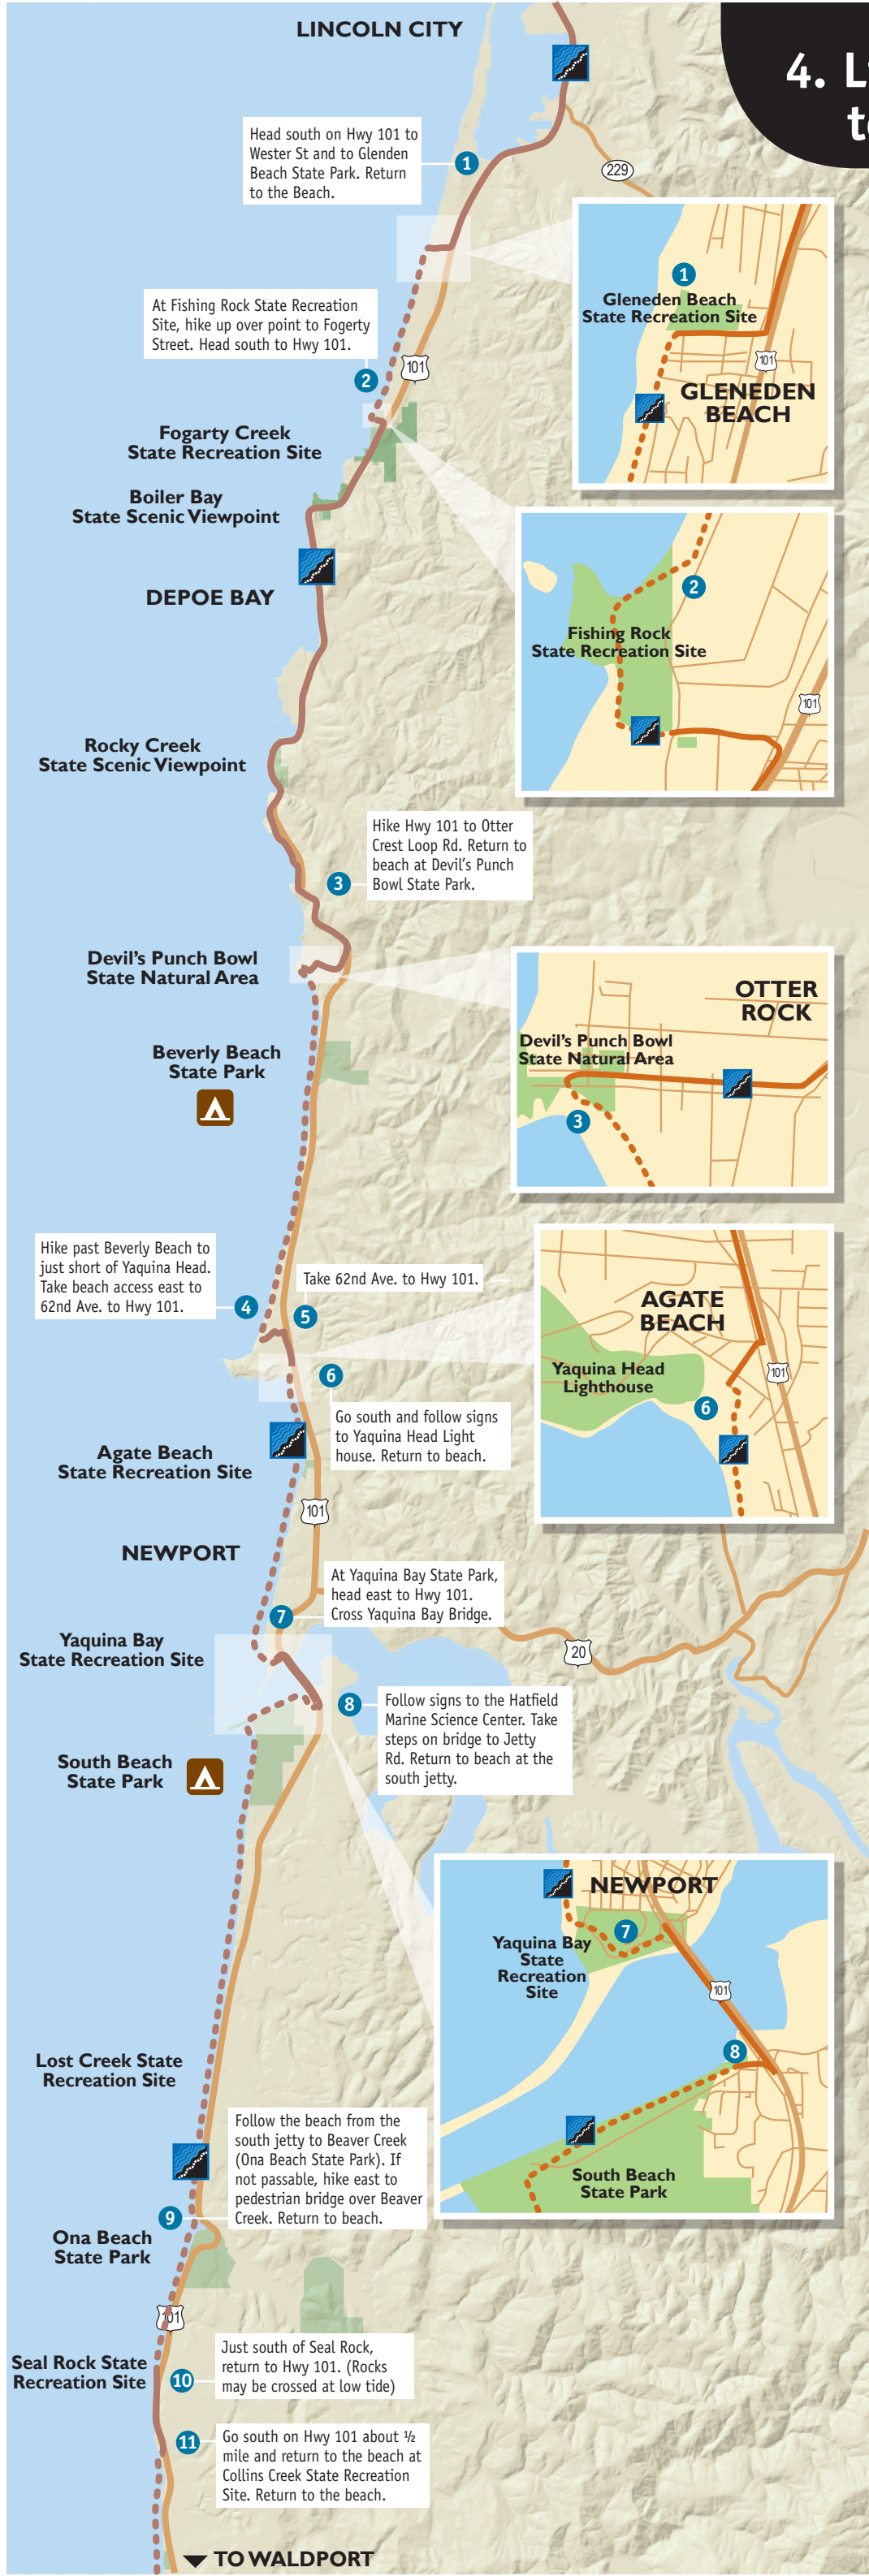 LINCOLN CITY
4. L
t
Head south on Hwy 101 to
Wester St and to Glenden
Beach State Park. Return
to the Beach.
1
229
1
Gleneden Beach
State Recreation Site
101
GLENEDEN
BEACH
At Fishing Rock State Recreation
Site, hike up over point to Fogerty
Street. Head south to Hwy 101.
2
101
Fogarty Creek
State Recreation Site
Boiler Bay
State Scenic Viewpoint
DEPOE BAY
2
Fishing Rock
State Recreation Site
101
Rocky Creek
State Scenic Viewpoint
Hike Hwy 101 to Otter
Crest Loop Rd. Return to
beach at Devil's Punch
Bowl State Park.
3
Devil's Punch Bowl
State Natural Area
OTTER
ROCK
Devil's Punch Bowl
State Natural Area
3
Beverly Beach
State Park
Hike past Beverly Beach to
just short of Yaquina Head.
Take beach access east to
62nd Ave. to Hwy 101.
4
Take 62nd Ave. to Hwy 101.
5
AGATE
BEACH
Yaquina Head
Lighthouse
101
6
6
Go south and follow signs
to Yaquina Head Light
house. Return to beach.
Agate Beach
State Recreation Site
101
NEWPORT
At Yaquina Bay State Park,
head east to Hwy 101.
Cross Yaquina Bay Bridge.
7
Yaquina Bay
State Recreation Site
20
8
Follow signs to the Hatfield
Marine Science Center. Take
steps on bridge to Jetty
Rd. Return to beach at the
south jetty.
South Beach
State Park
NEWPORT
7
Yaquina Bay
State
Recreation
Site
101
8
South Beach
State Park
Lost Creek State
Recreation Site
Follow the beach from the
south jetty to Beaver Creek
(Ona Beach State Park). If
not passable, hike east to
pedestrian bridge over Beaver
Creek. Return to beach.
9
Ona Beach
State Park
101
Seal Rock State
Recreation Site
10
Just south of Seal Rock,
return to Hwy 101. (Rocks
may be crossed at low tide)
11
Go south on Hwy 101 about ½
mile and return to the beach at
Collins Creek State Recreation
Site. Return to the beach.
TO WALDPORT